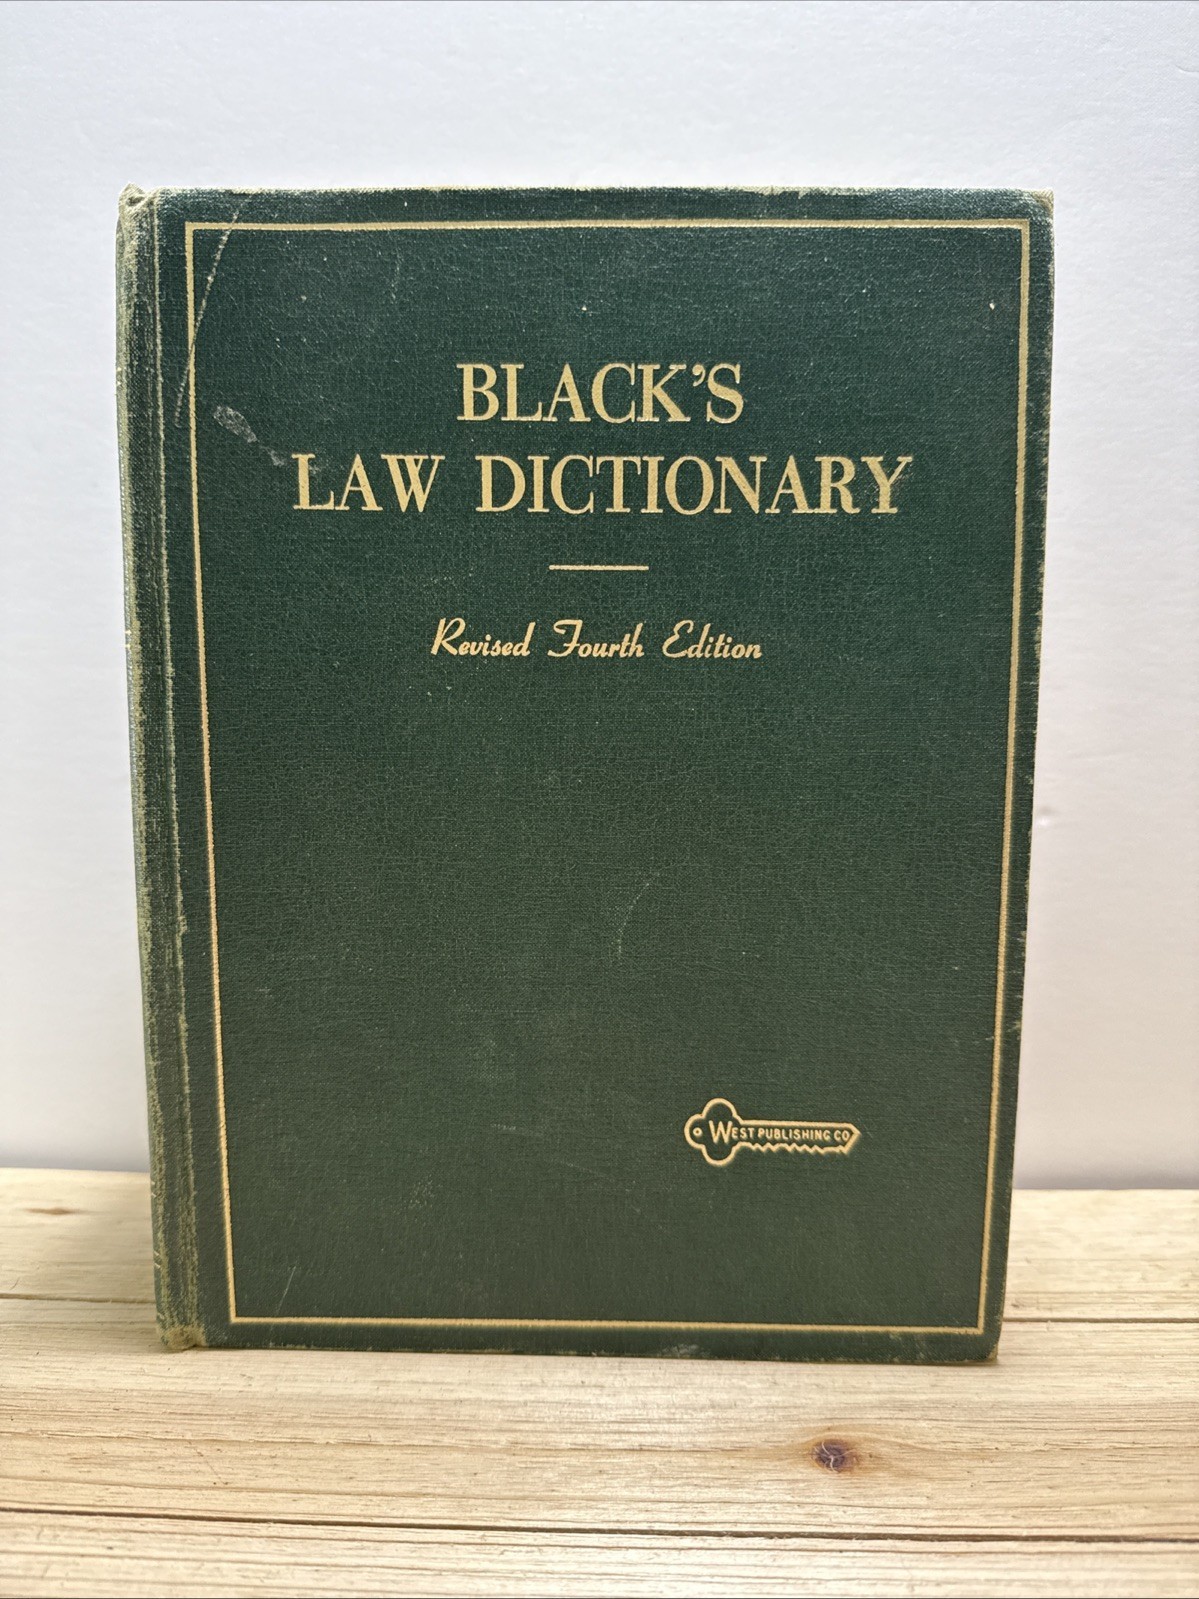 BLACK'S
LAW DICTIONARY
Revised Fourth Edition
WEST PUBLISHING CO